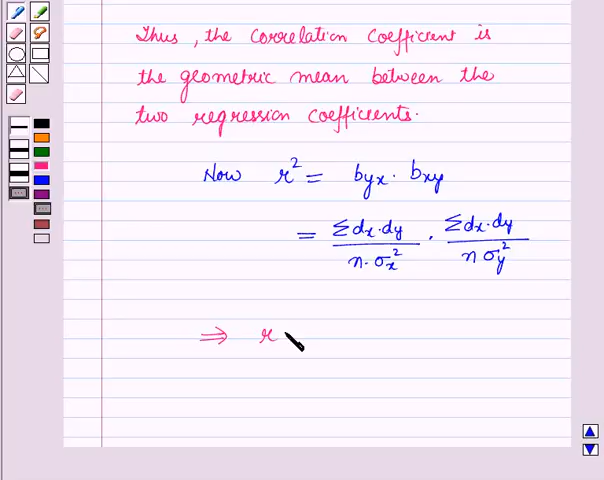 Thus, the correlation coefficient is
the geometric mean between the
two regression coefficients.
Now r² = byx · bxy
= Σdx·dy / n·σx² · Σdx·dy / nσy²
⇒ r